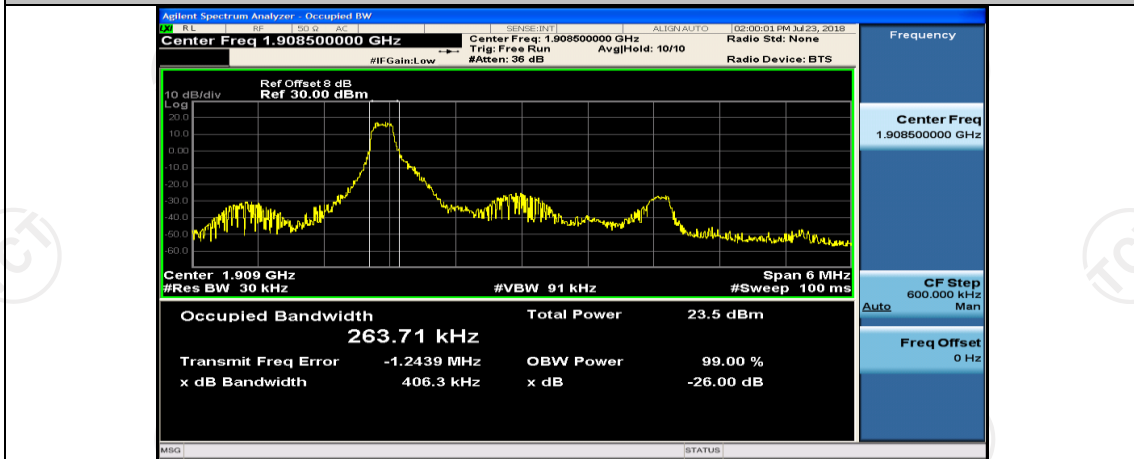 Agilent Spectrum Analyzer - Occupied BW
LXI RL RF 50 Ω AC SENSE:INT ALIGN AUTO 02:00:01 PM Jul 23, 2018
Center Freq 1.908500000 GHz
Center Freq: 1.908500000 GHz
Radio Std: None
Trig: Free Run Avg|Hold: 10/10
#IFGain:Low
#Atten: 36 dB
Radio Device: BTS
Ref Offset 8 dB
10 dB/div Ref 30.00 dBm
Log
20.0
10.0
0.00
-10.0
-20.0
-30.0
-40.0
-50.0
-60.0
Center 1.909 GHz Span 6 MHz
#Res BW 30 kHz #VBW 91 kHz #Sweep 100 ms
Occupied Bandwidth Total Power 23.5 dBm
263.71 kHz
Transmit Freq Error -1.2439 MHz OBW Power 99.00 %
x dB Bandwidth 406.3 kHz x dB -26.00 dB
MSG STATUS
Frequency
Center Freq
1.908500000 GHz
CF Step
600.000 kHz
Auto Man
Freq Offset
0 Hz
TCT